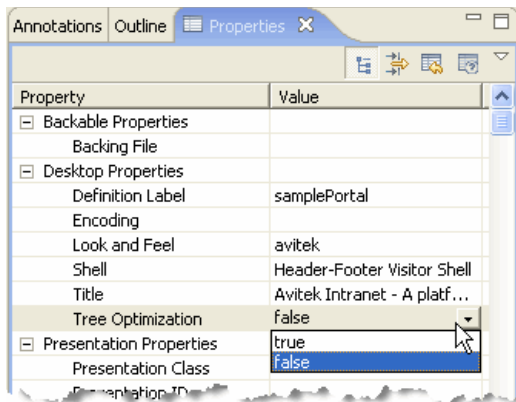 Annotations Outline Properties
Property Value
Backable Properties
Backing File
Desktop Properties
Definition Label samplePortal
Encoding
Look and Feel avitek
Shell Header-Footer Visitor Shell
Title Avitek Intranet - A platf...
Tree Optimization false
Presentation Properties true
Presentation Class false